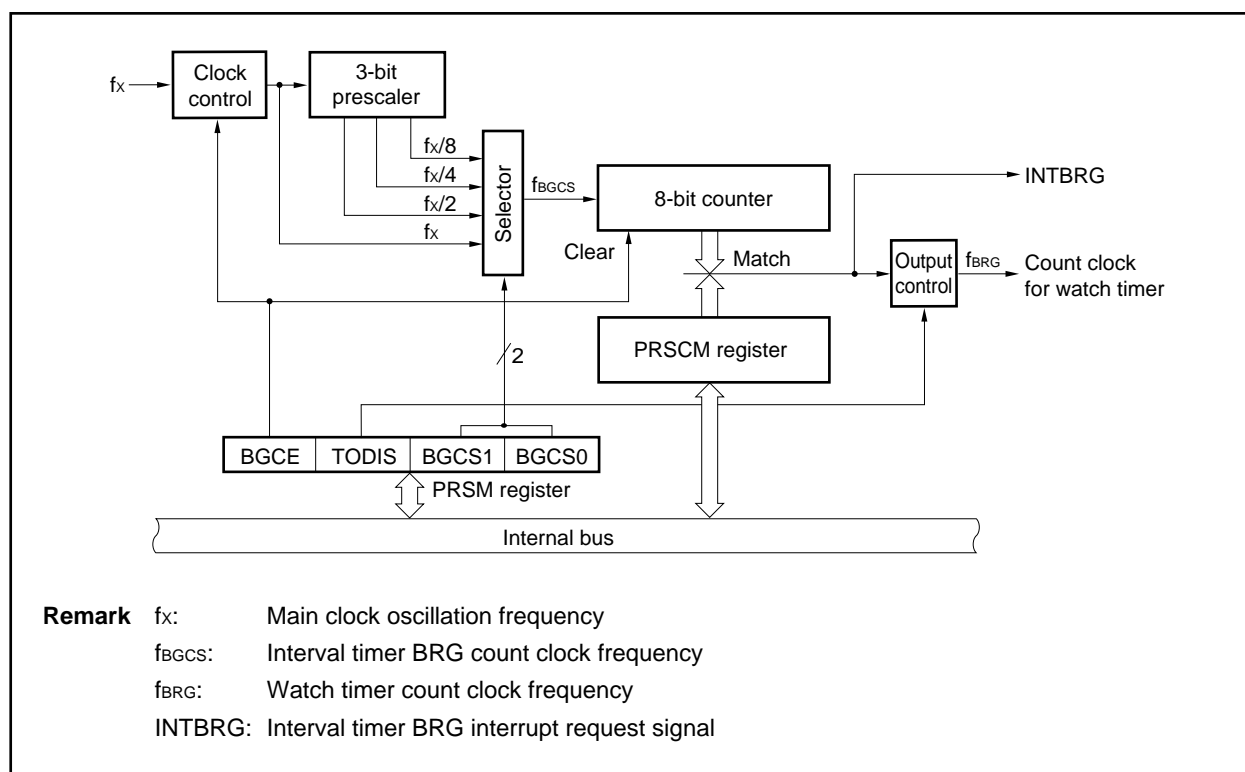 fX
Clock
control
3-bit
prescaler
fX/8
fX/4
fX/2
fX
Selector
fBGCS
8-bit counter
Clear
Match
INTBRG
Output
control
fBRG
Count clock
for watch timer
PRSCM register
2
BGCE TODIS BGCS1 BGCS0
PRSM register
Internal bus
Remark fX: Main clock oscillation frequency
fBGCS: Interval timer BRG count clock frequency
fBRG: Watch timer count clock frequency
INTBRG: Interval timer BRG interrupt request signal